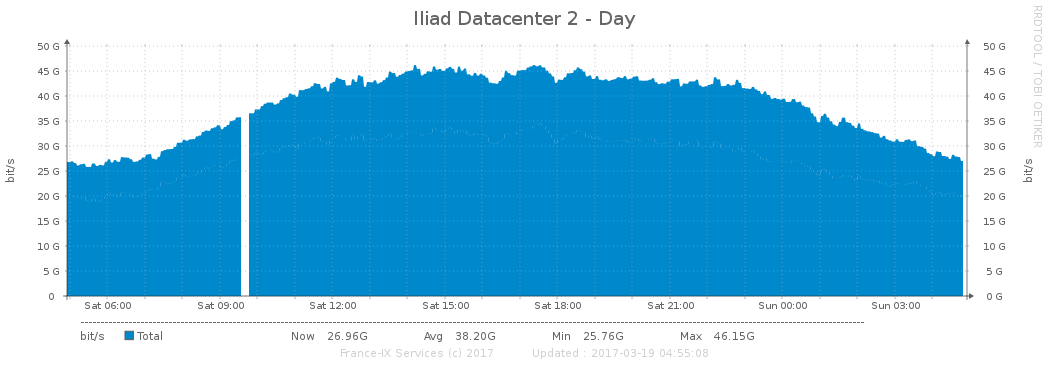 Iliad Datacenter 2 - Day
RRDTOOL / TOBI OETIKER
bit/s
50 G
45 G
40 G
35 G
30 G
25 G
20 G
15 G
10 G
5 G
0
50 G
45 G
40 G
35 G
30 G
25 G
20 G
15 G
10 G
5 G
0 G
bit/s
Sat 06:00 Sat 09:00 Sat 12:00 Sat 15:00 Sat 18:00 Sat 21:00 Sun 00:00 Sun 03:00
bit/s Total Now 26.96G Avg 38.20G Min 25.76G Max 46.15G
France-IX Services (c) 2017 Updated : 2017-03-19 04:55:08